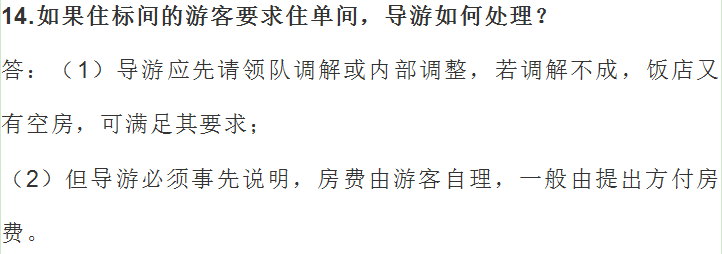 14.如果住标间的游客要求住单间，导游如何处理？
答：（1）导游应先请领队调解或内部调整，若调解不成，饭店又
有空房，可满足其要求；
（2）但导游必须事先说明，房费由游客自理，一般由提出方付房
费。